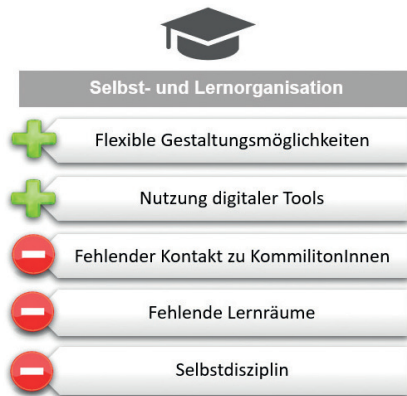 Selbst- und Lernorganisation
Flexible Gestaltungsmöglichkeiten
Nutzung digitaler Tools
Fehlender Kontakt zu KommilitonInnen
Fehlende Lernräume
Selbstdisziplin